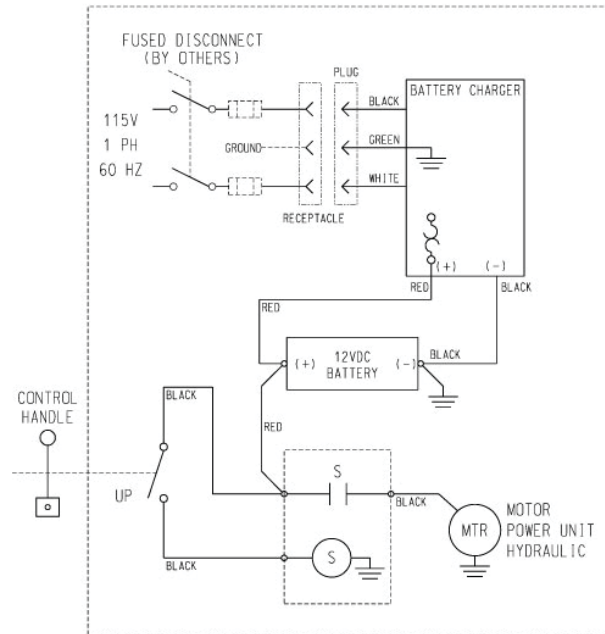 FUSED DISCONNECT
(BY OTHERS)
PLUG
BATTERY CHARGER
BLACK
115V
1 PH
60 HZ
GROUND
GREEN
WHITE
RECEPTACLE
(+)
(-)
RED
BLACK
RED
(+)
12VDC
BATTERY
(-)
BLACK
CONTROL
HANDLE
BLACK
RED
UP
S
BLACK
MTR
MOTOR
POWER UNIT
HYDRAULIC
S
BLACK